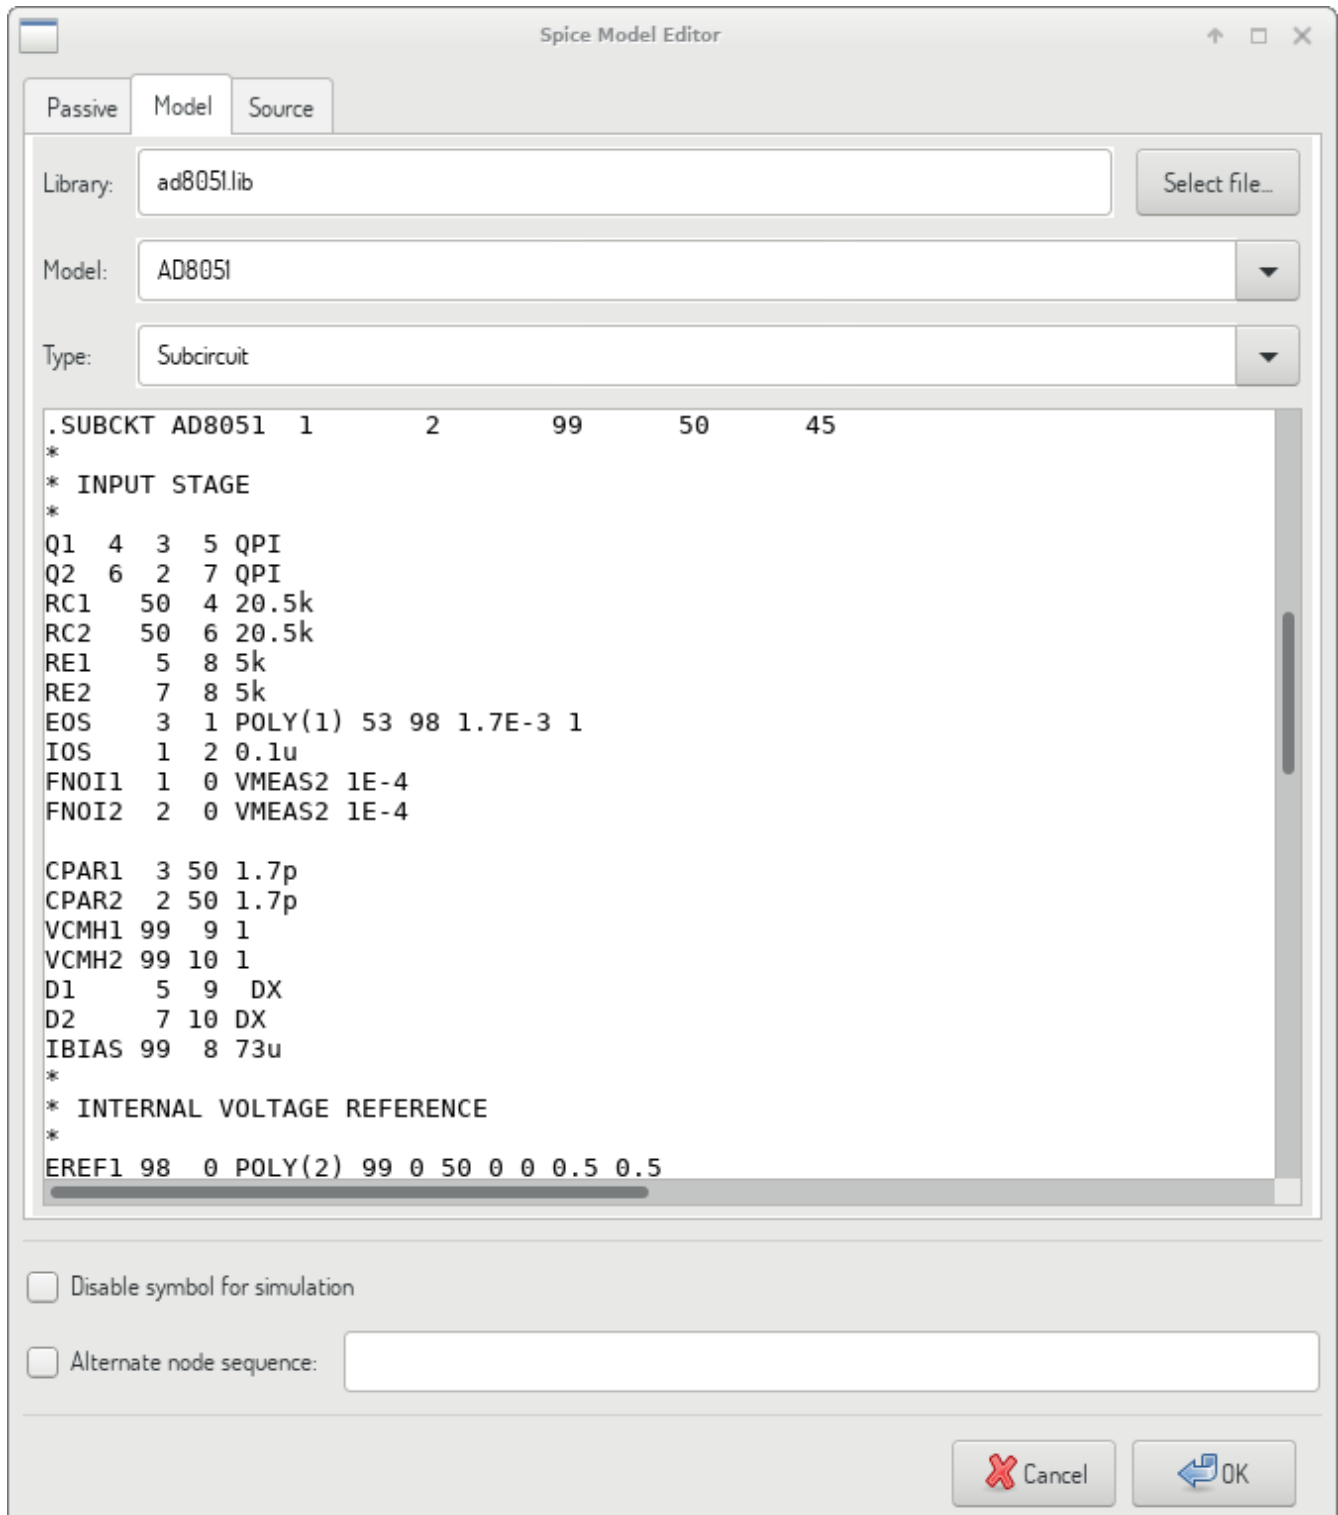 Spice Model Editor
Passive Model Source
Library: ad8051.lib Select file...
Model: AD8051
Type: Subcircuit
.SUBCKT AD8051  1       2       99      50      45
*
* INPUT STAGE
*
Q1  4  3  5 QPI
Q2  6  2  7 QPI
RC1   50  4 20.5k
RC2   50  6 20.5k
RE1    5  8 5k
RE2    7  8 5k
EOS    3  1 POLY(1) 53 98 1.7E-3 1
IOS    1  2 0.1u
FNOI1  1  0 VMEAS2 1E-4
FNOI2  2  0 VMEAS2 1E-4
CPAR1  3 50 1.7p
CPAR2  2 50 1.7p
VCMH1 99  9 1
VCMH2 99 10 1
D1     5  9  DX
D2     7 10 DX
IBIAS 99  8 73u
*
* INTERNAL VOLTAGE REFERENCE
*
EREF1 98  0 POLY(2) 99 0 50 0 0 0.5 0.5
Disable symbol for simulation
Alternate node sequence:
Cancel OK